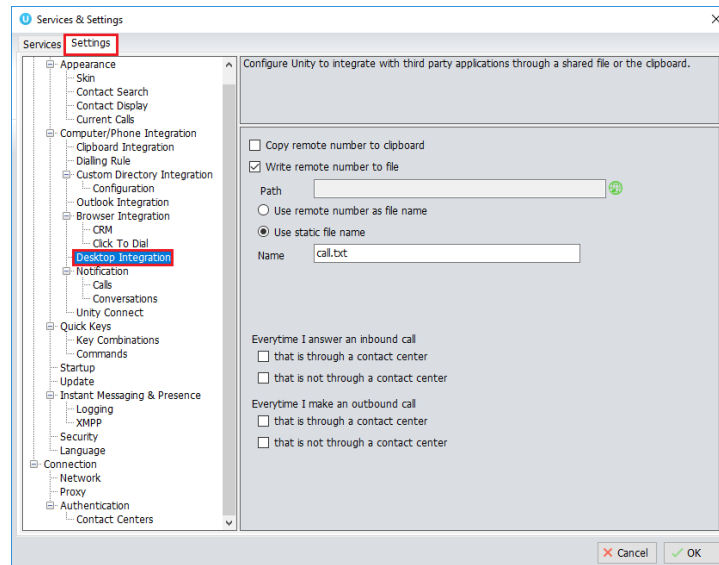 Services & Settings
Services Settings
Appearance
Skin
Contact Search
Contact Display
Current Calls
Computer/Phone Integration
Clipboard Integration
Dialing Rule
Custom Directory Integration
Configuration
Outlook Integration
Browser Integration
CRM
Click To Dial
Desktop Integration
Notification
Calls
Conversations
Unity Connect
Quick Keys
Key Combinations
Commands
Startup
Update
Instant Messaging & Presence
Logging
XMPP
Security
Language
Connection
Network
Proxy
Authentication
Contact Centers
Configure Unity to integrate with third party applications through a shared file or the clipboard.
Copy remote number to clipboard
Write remote number to file
Path
Use remote number as file name
Use static file name
Name call.txt
Everytime I answer an inbound call
that is through a contact center
that is not through a contact center
Everytime I make an outbound call
that is through a contact center
that is not through a contact center
Cancel OK